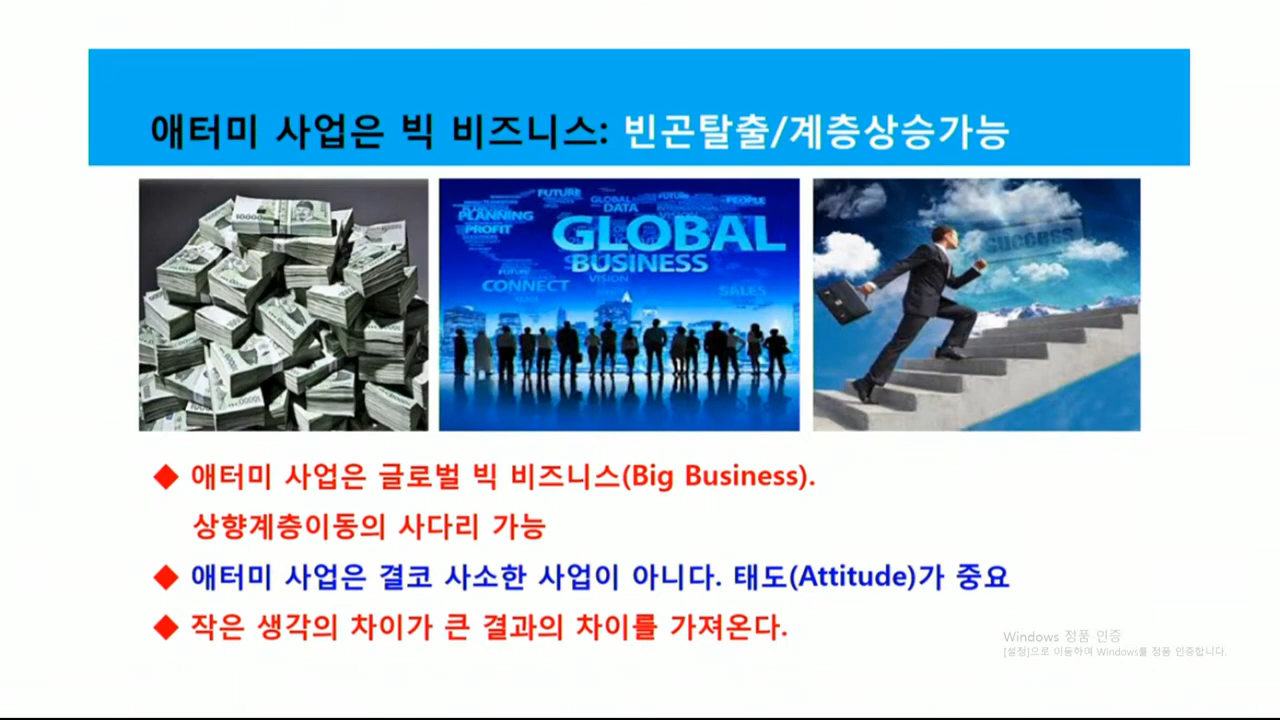 애터미 사업은 빅 비즈니스: 빈곤탈출/계층상승가능
10000
FUTURE
GLOBAL
DATA
FUTURE
PEOPLE
PLANNING
PROFIT
GLOBAL
BUSINESS
FUTURE
VISION
CONNECT
TEAM
SALES
success
◆ 애터미 사업은 글로벌 빅 비즈니스(Big Business).
상향계층이동의 사다리 가능
◆ 애터미 사업은 결코 사소한 사업이 아니다. 태도(Attitude)가 중요
◆ 작은 생각의 차이가 큰 결과의 차이를 가져온다.
Windows 정품 인증
[설정]으로 이동하여 Windows를 정품 인증합니다.